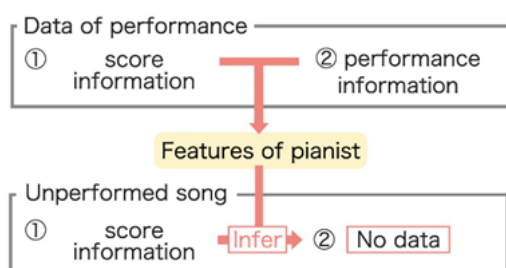 Data of performance
① score
information
② performance
information
Features of pianist
Unperformed song
① score
information
Infer
② No data